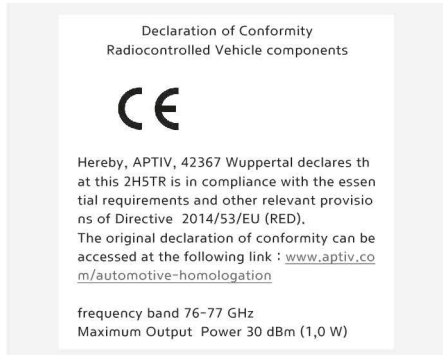 Declaration of Conformity
Radiocontrolled Vehicle components
CE
Hereby, APTIV, 42367 Wuppertal declares th
at this 2H5TR is in compliance with the essen
tial requirements and other relevant provisio
ns of Directive  2014/53/EU (RED).
The original declaration of conformity can be
accessed at the following link : www.aptiv.co
m/automotive-homologation
frequency band 76-77 GHz
Maximum Output  Power 30 dBm (1,0 W)